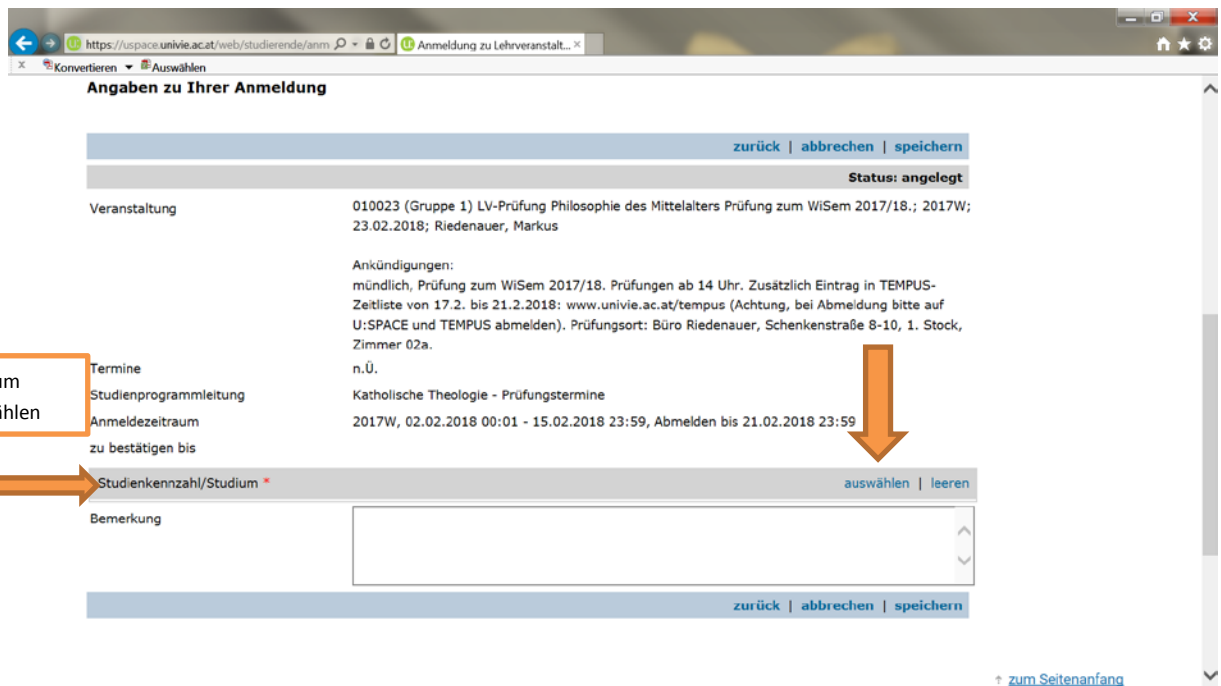 https://uspace.univie.ac.at/web/studierende/anm
Anmeldung zu Lehrveranstalt... ×
x Konvertieren Auswählen
Angaben zu Ihrer Anmeldung
zurück | abbrechen | speichern
Status: angelegt
Veranstaltung
010023 (Gruppe 1) LV-Prüfung Philosophie des Mittelalters Prüfung zum WiSem 2017/18.; 2017W;
23.02.2018; Riedenauer, Markus
Ankündigungen:
mündlich, Prüfung zum WiSem 2017/18. Prüfungen ab 14 Uhr. Zusätzlich Eintrag in TEMPUS-
Zeitliste von 17.2. bis 21.2.2018: www.univie.ac.at/tempus (Achtung, bei Abmeldung bitte auf
U:SPACE und TEMPUS abmelden). Prüfungsort: Büro Riedenauer, Schenkenstraße 8-10, 1. Stock,
Zimmer 02a.
Termine n.Ü.
Studienprogrammleitung Katholische Theologie - Prüfungstermine
Anmeldezeitraum 2017W, 02.02.2018 00:01 - 15.02.2018 23:59, Abmelden bis 21.02.2018 23:59
zu bestätigen bis
Studienkennzahl/Studium * auswählen | leeren
Bemerkung
zurück | abbrechen | speichern
↑ zum Seitenanfang